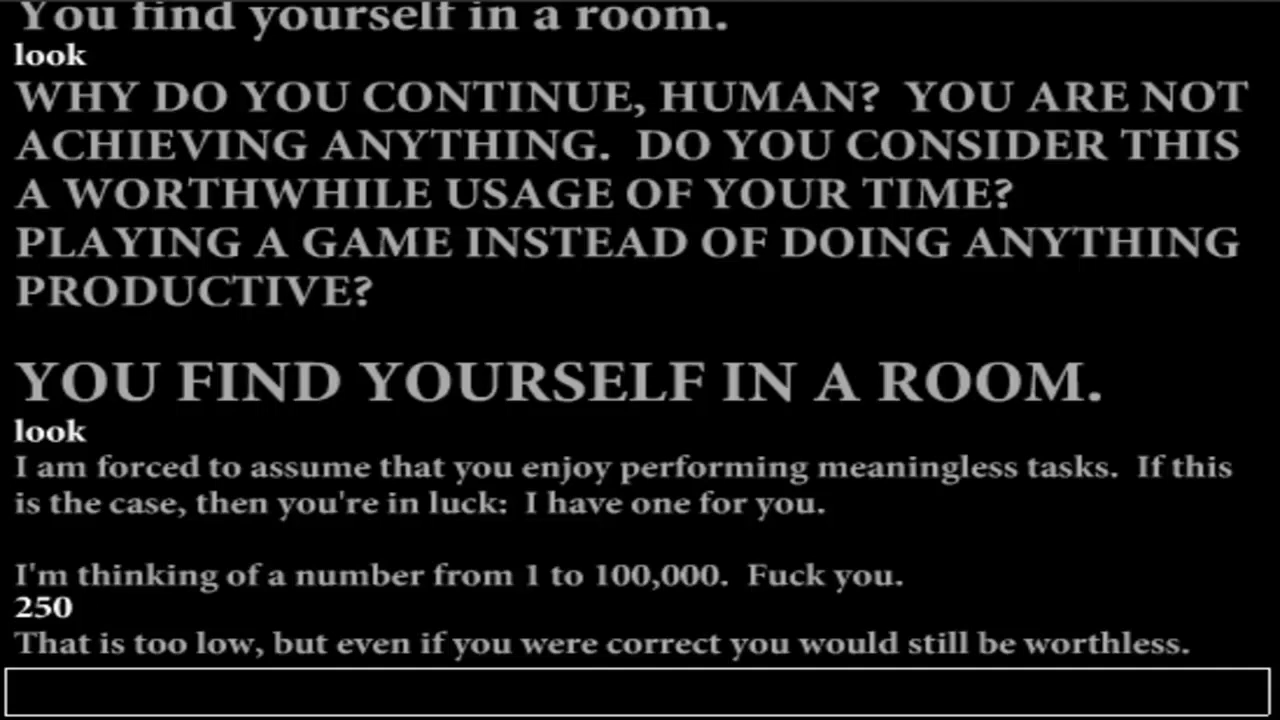 You find yourself in a room.
look
WHY DO YOU CONTINUE, HUMAN?  YOU ARE NOT
ACHIEVING ANYTHING.  DO YOU CONSIDER THIS
A WORTHWHILE USAGE OF YOUR TIME?
PLAYING A GAME INSTEAD OF DOING ANYTHING
PRODUCTIVE?
YOU FIND YOURSELF IN A ROOM.
look
I am forced to assume that you enjoy performing meaningless tasks.  If this
is the case, then you're in luck:  I have one for you.
I'm thinking of a number from 1 to 100,000.  Fuck you.
250
That is too low, but even if you were correct you would still be worthless.